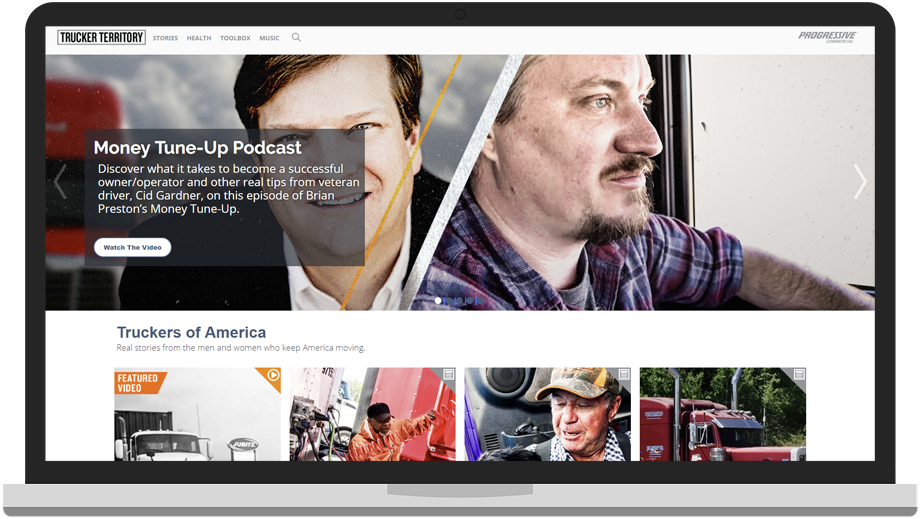 TRUCKER TERRITORY STORIES HEALTH TOOLBOX MUSIC PROGRESSIVE
COMMERCIAL
Money Tune-Up Podcast
Discover what it takes to become a successful
owner/operator and other real tips from veteran
driver, Cid Gardner, on this episode of Brian
Preston's Money Tune-Up.
Watch The Video
Truckers of America
Real stories from the men and women who keep America moving.
FEATURED
VIDEO
JUBITZ